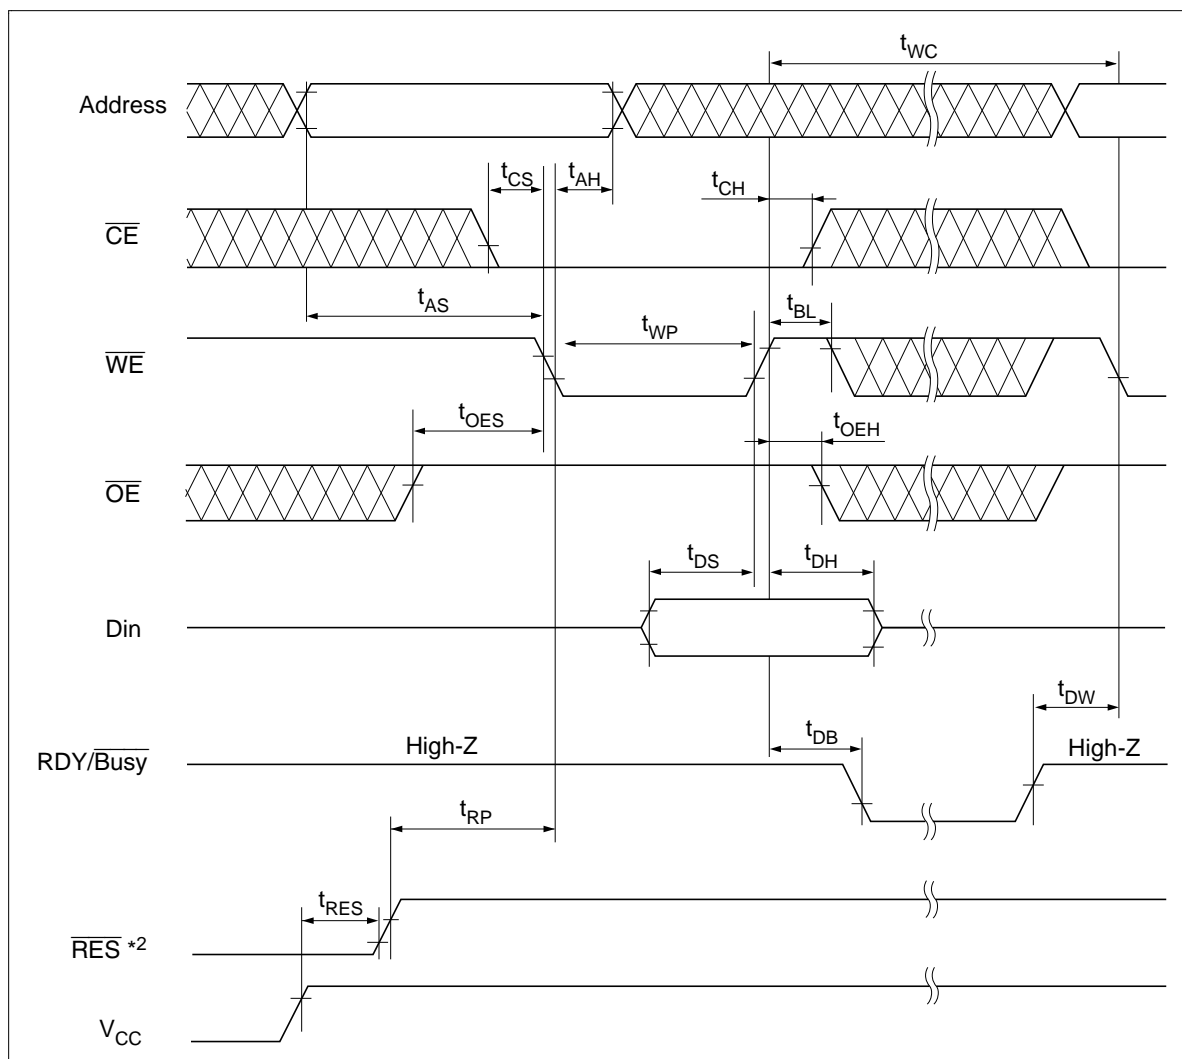 tWC
Address
tCS
tAH
tCH
CE
tAS
tBL
tWP
WE
tOES
tOEH
OE
tDS
tDH
Din
tDW
High-Z
tDB
High-Z
RDY/Busy
tRP
tRES
RES *2
VCC